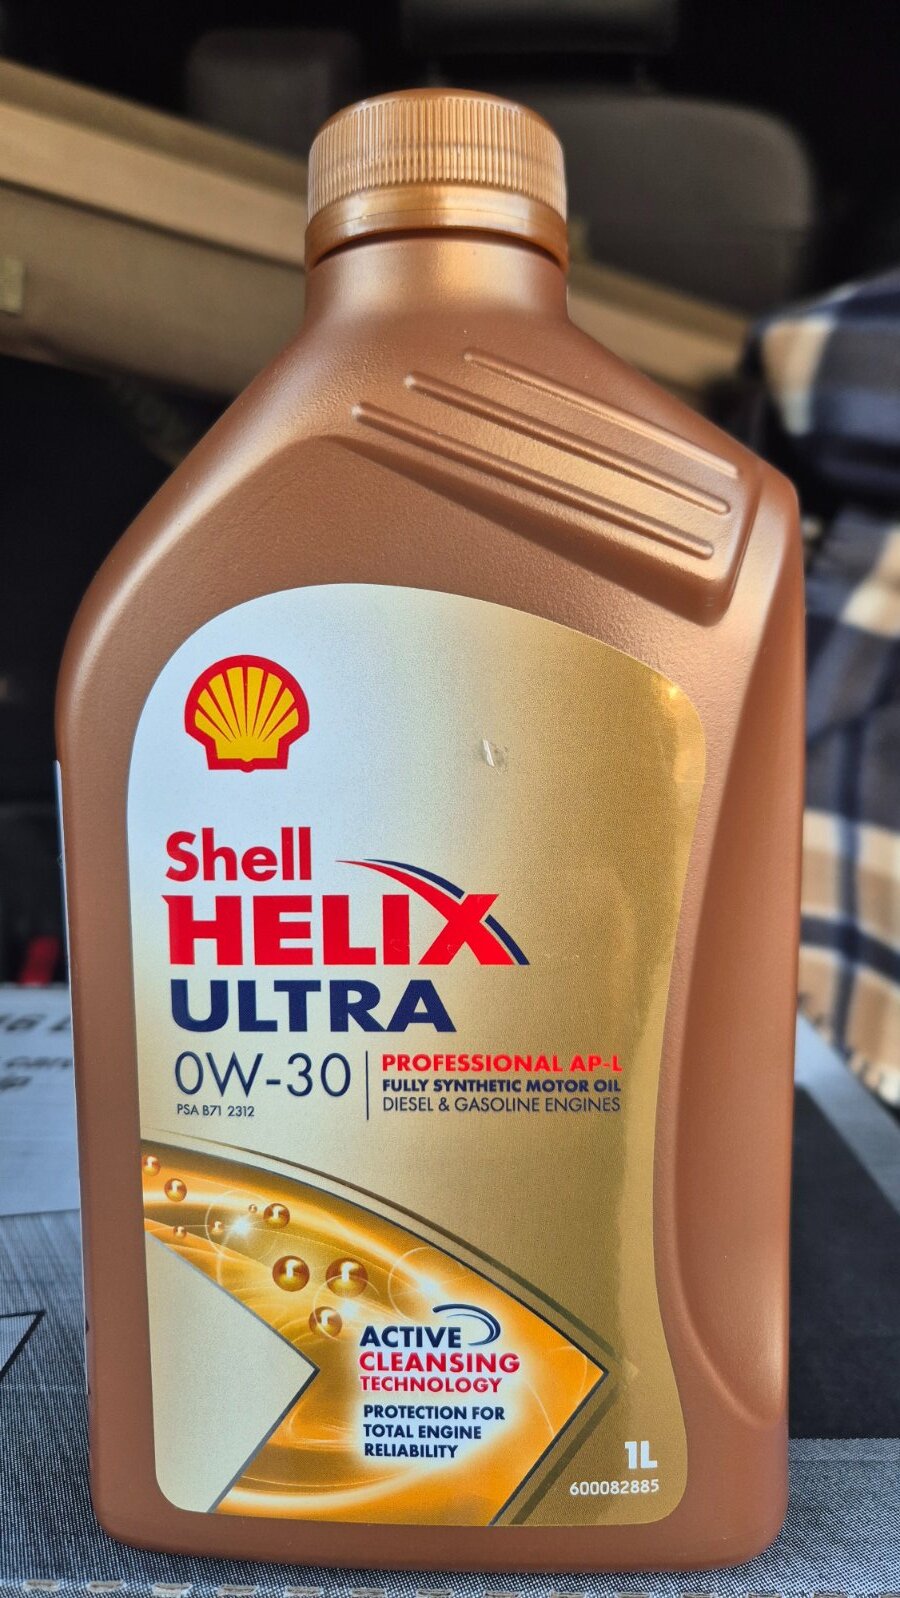 Shell
HELIX
ULTRA
0W-30
PSA B71 2312
PROFESSIONAL AP-L
FULLY SYNTHETIC MOTOR OIL
DIESEL & GASOLINE ENGINES
ACTIVE
CLEANSING
TECHNOLOGY
PROTECTION FOR
TOTAL ENGINE
RELIABILITY
1L
600082885